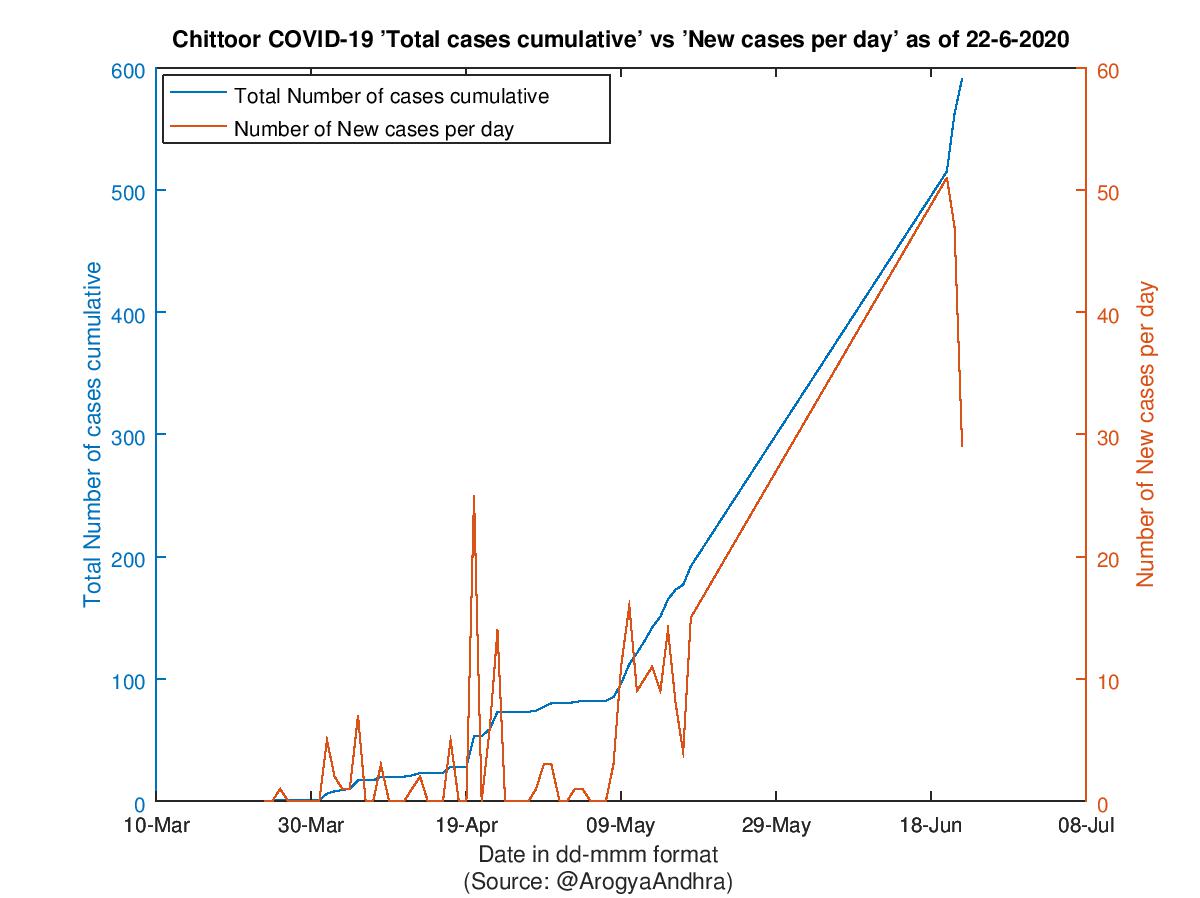 Chittoor COVID-19 ’Total cases cumulative’ vs ’New cases per day’ as of 22-6-2020
Total Number of cases cumulative
Number of New cases per day
600
500
400
300
200
100
0
Total Number of cases cumulative
60
50
40
30
20
10
0
Number of New cases per day
10-Mar 30-Mar 19-Apr 09-May 29-May 18-Jun 08-Jul
Date in dd-mmm format
(Source: @ArogyaAndhra)